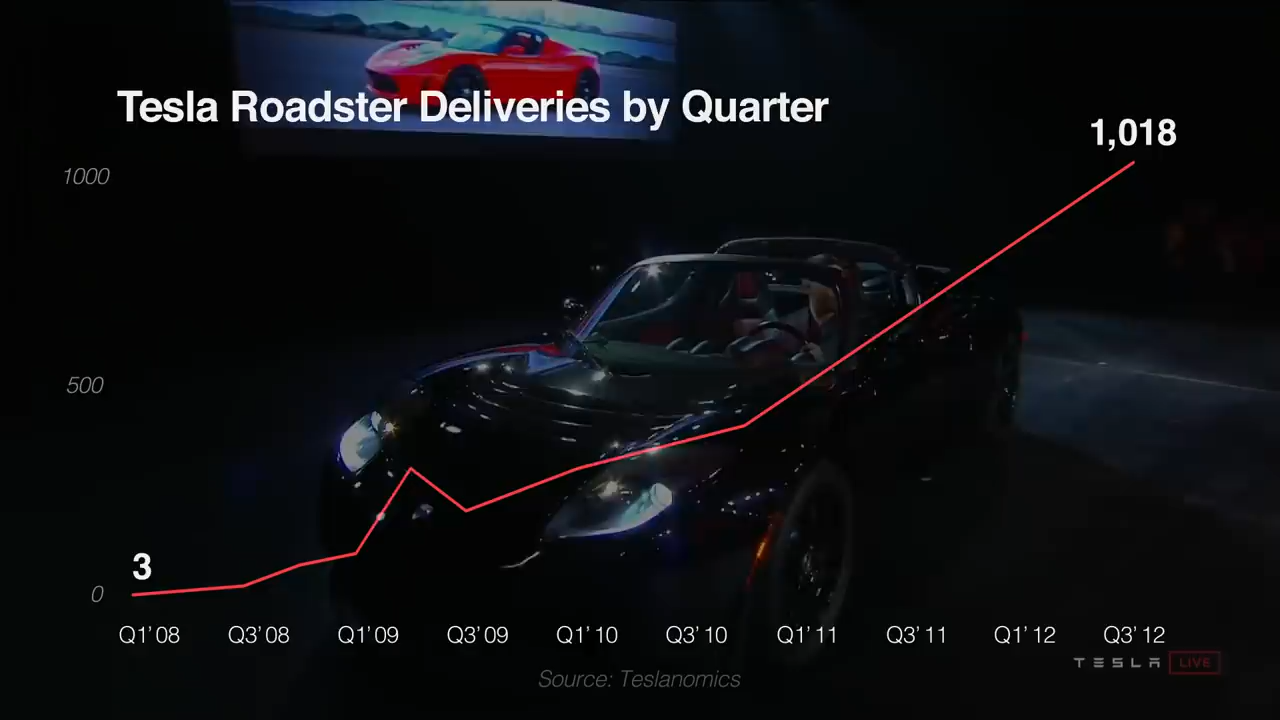 Tesla Roadster Deliveries by Quarter
1,018
1000
500
3
0
Q1’08 Q3’08 Q1’09 Q3’09 Q1’10 Q3’10 Q1’11 Q3’11 Q1’12 Q3’12
TESLA LIVE
Source: Teslanomics